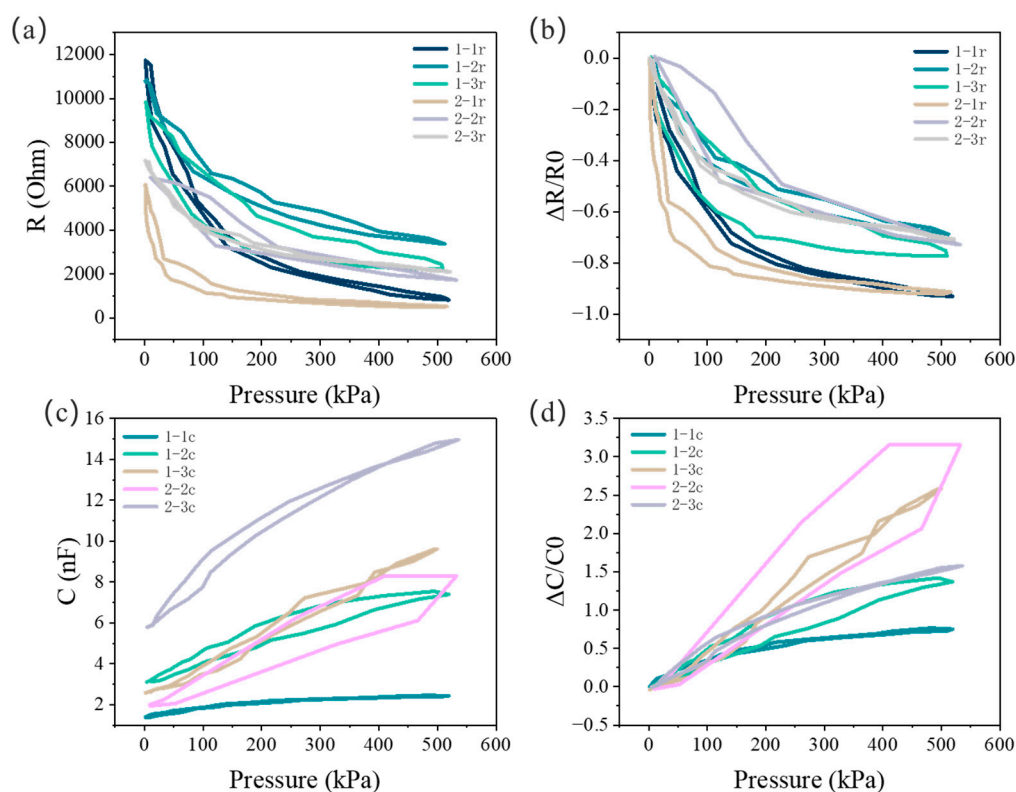 (a)
R (Ohm)
12000
10000
8000
6000
4000
2000
0
1-1r
1-2r
1-3r
2-1r
2-2r
2-3r
0 100 200 300 400 500 600
Pressure (kPa)
(b)
ΔR/R0
0.0
−0.2
−0.4
−0.6
−0.8
−1.0
1-1r
1-2r
1-3r
2-1r
2-2r
2-3r
0 100 200 300 400 500 600
Pressure (kPa)
(c)
C (nF)
16
14
12
10
8
6
4
2
1-1c
1-2c
1-3c
2-2c
2-3c
0 100 200 300 400 500 600
Pressure (kPa)
(d)
ΔC/C0
3.5
3.0
2.5
2.0
1.5
1.0
0.5
0.0
−0.5
1-1c
1-2c
1-3c
2-2c
2-3c
0 100 200 300 400 500 600
Pressure (kPa)